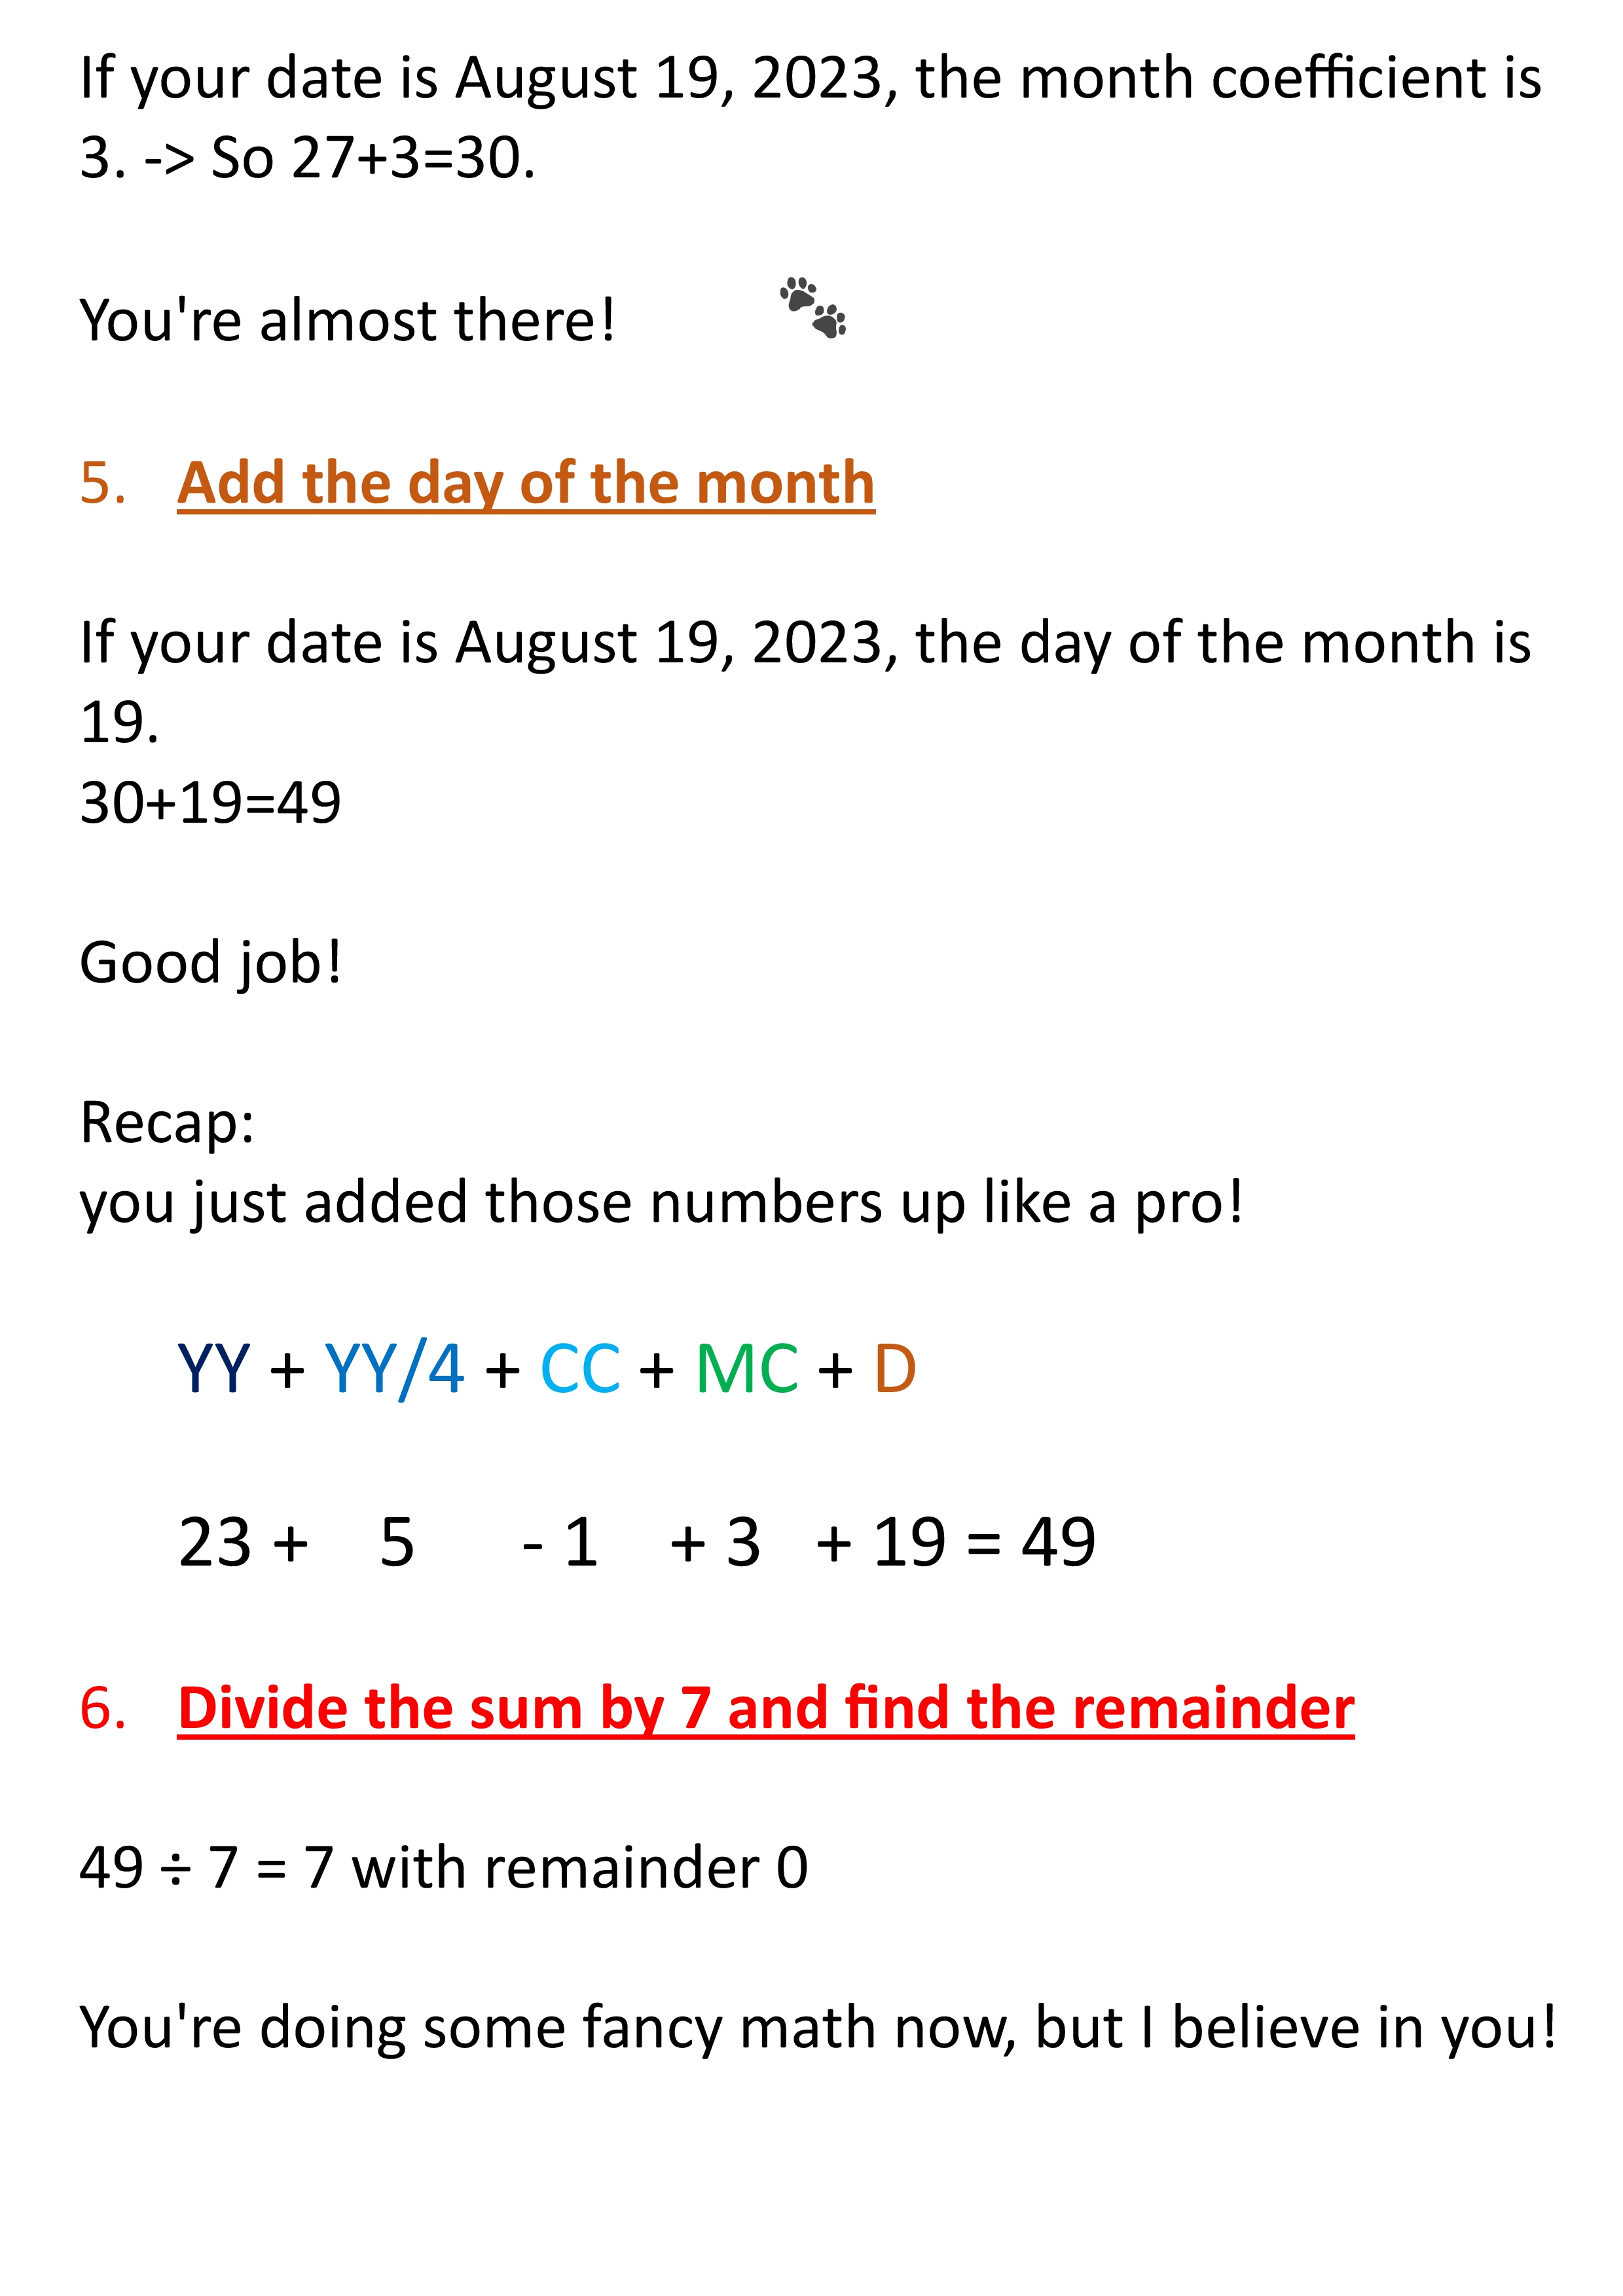 If your date is August 19, 2023, the month coefficient is
3. -> So 27+3=30.
You're almost there!
5. Add the day of the month
If your date is August 19, 2023, the day of the month is
19.
30+19=49
Good job!
Recap:
you just added those numbers up like a pro!
YY + YY/4 + CC + MC + D
23 + 5 - 1 + 3 + 19 = 49
6. Divide the sum by 7 and find the remainder
49 ÷ 7 = 7 with remainder 0
You're doing some fancy math now, but I believe in you!